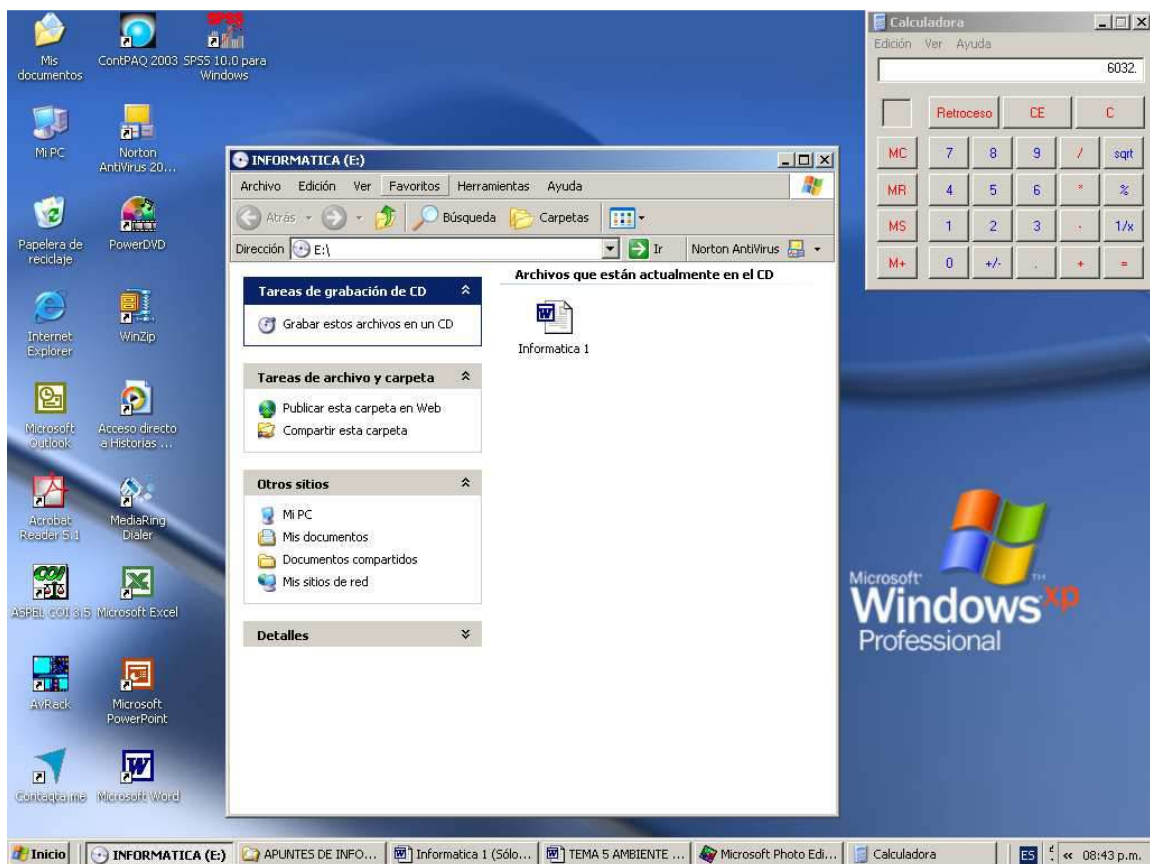 Mis documentos
ContPAQ 2003
SPSS
SPSS 10.0 para Windows
Mi PC
Norton AntiVirus 20...
Papelera de reciclaje
PowerDVD
Internet Explorer
WinZip
Microsoft Outlook
Acceso directo a Historias ...
Acrobat Reader 5.1
MediaRing Dialer
COI
ASPEL COI 3.5
Microsoft Excel
AvRack
Microsoft PowerPoint
Microsoft Word
INFORMATICA (E:)
Archivo Edición Ver Favoritos Herramientas Ayuda
Atrás Búsqueda Carpetas
Dirección E:\ Ir Norton AntiVirus
Tareas de grabación de CD
Grabar estos archivos en un CD
Tareas de archivo y carpeta
Publicar esta carpeta en Web
Compartir esta carpeta
Otros sitios
Mi PC
Mis documentos
Documentos compartidos
Mis sitios de red
Detalles
Archivos que están actualmente en el CD
Informatica 1
Calculadora
Edición Ver Ayuda
6032.
Retroceso CE C
MC 7 8 9 / sqrt
MR 4 5 6 * %
MS 1 2 3 - 1/x
M+ 0 +/- . + =
Microsoft
Windows xp
TM
Professional
Inicio INFORMATICA (E:) APUNTES DE INFO... Informatica 1 (Sólo... TEMA 5 AMBIENTE ... Microsoft Photo Edi... Calculadora ES « 08:43 p.m.